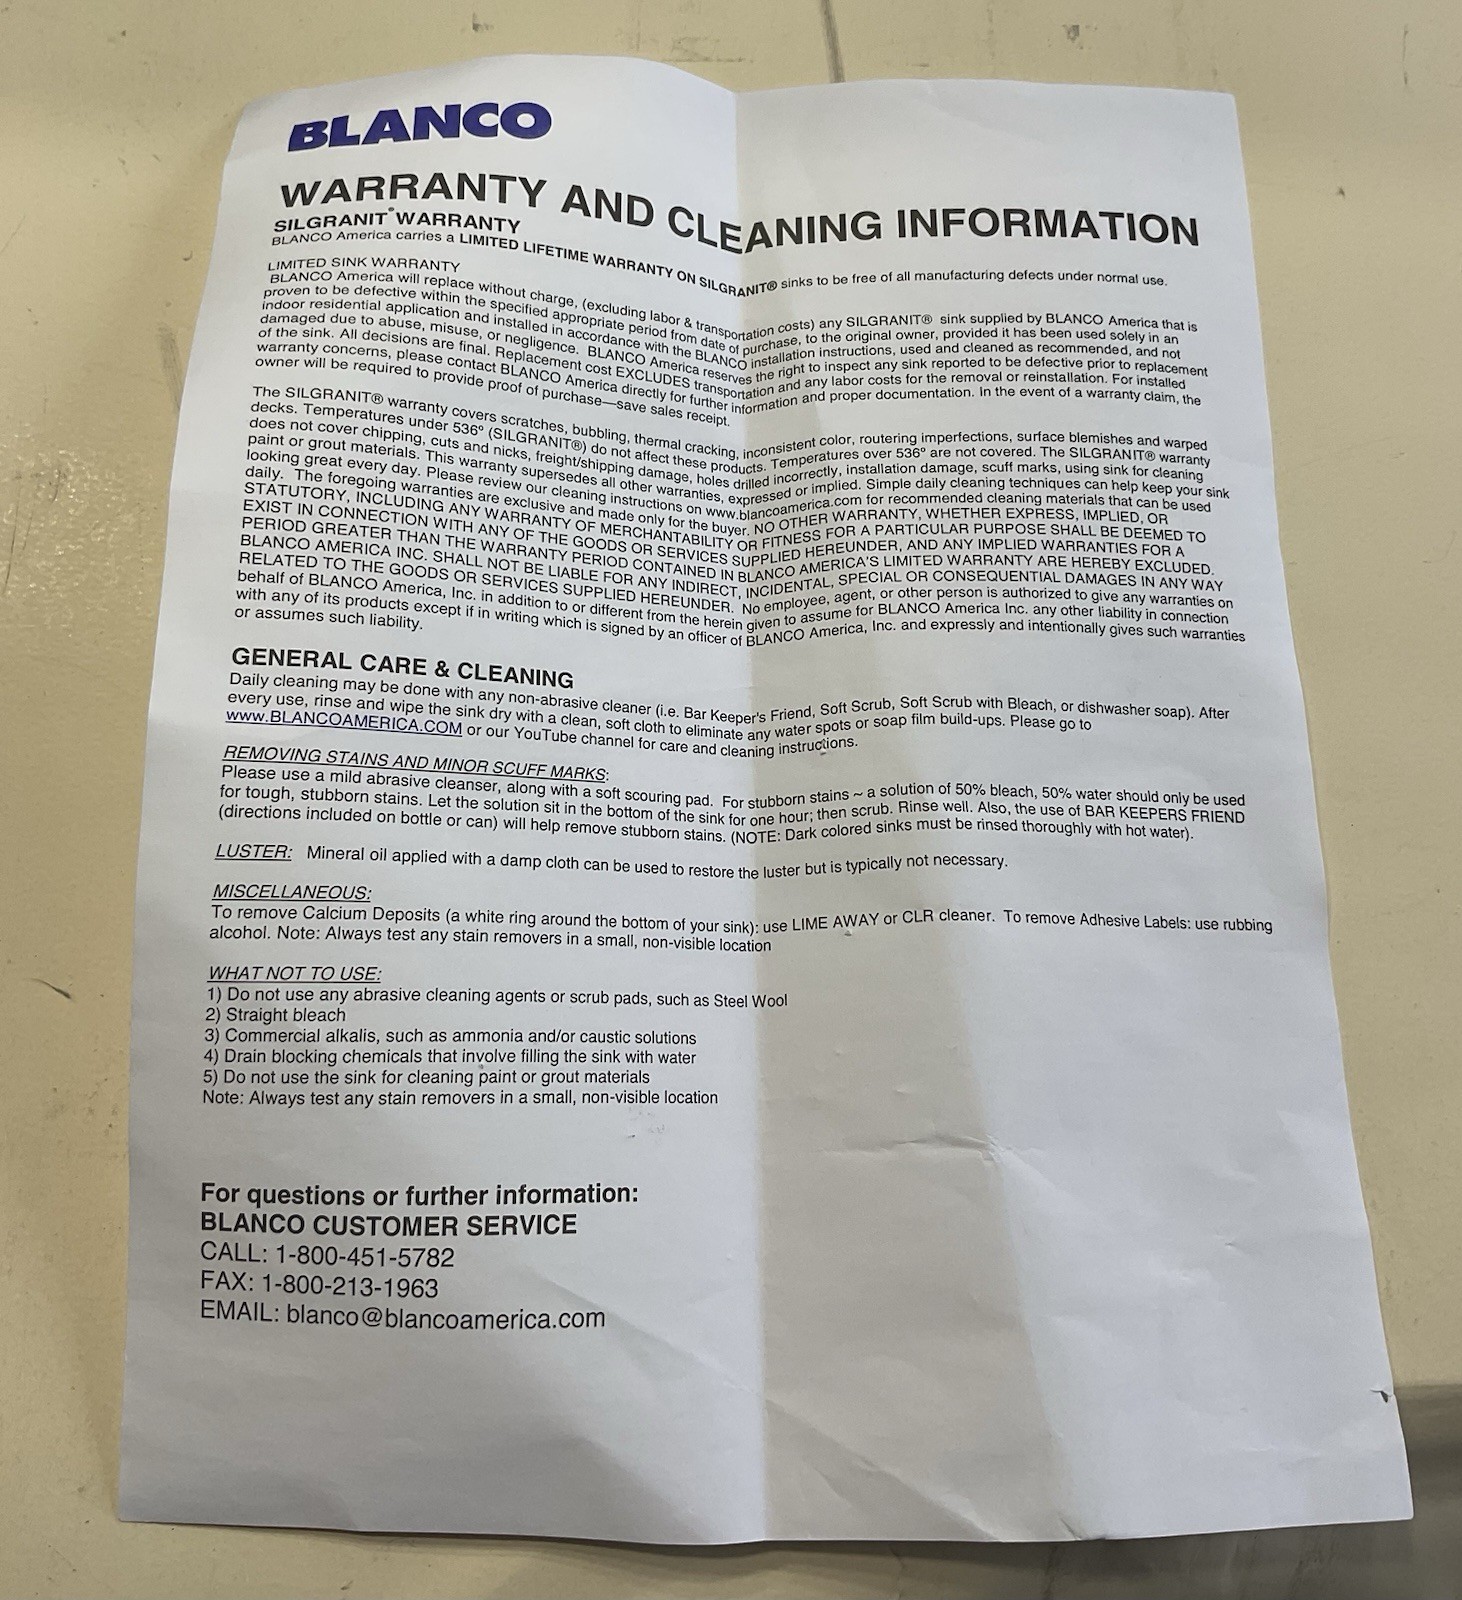 BLANCO
WARRANTY AND CLEANING INFORMATION
SILGRANIT® WARRANTY
BLANCO America carries a LIMITED LIFETIME WARRANTY ON SILGRANIT® sinks to be free of all manufacturing defects under normal use.
LIMITED SINK WARRANTY
BLANCO America will replace without charge, (excluding labor & transportation costs) any SILGRANIT® sink supplied by BLANCO America that is
proven to be defective within the specified appropriate period from date of purchase, to the original owner, provided it has been used solely in an
indoor residential application and installed in accordance with the BLANCO installation instructions, used and cleaned as recommended, and not
damaged due to abuse, misuse, or negligence. BLANCO America reserves the right to inspect any sink reported to be defective prior to replacement
of the sink. All decisions are final. Replacement cost EXCLUDES transportation and any labor costs for the removal or reinstallation. For installed
warranty concerns, please contact BLANCO America directly for further information and proper documentation. In the event of a warranty claim, the
owner will be required to provide proof of purchase—save sales receipt.
The SILGRANIT® warranty covers scratches, bubbling, thermal cracking, inconsistent color, routering imperfections, surface blemishes and warped
decks. Temperatures under 536º (SILGRANIT®) do not affect these products. Temperatures over 536º are not covered. The SILGRANIT® warranty
does not cover chipping, cuts and nicks, freight/shipping damage, holes drilled incorrectly, installation damage, scuff marks, using sink for cleaning
paint or grout materials. This warranty supersedes all other warranties, expressed or implied. Simple daily cleaning techniques can help keep your sink
looking great every day. Please review our cleaning instructions on www.blancoamerica.com for recommended cleaning materials that can be used
daily. The foregoing warranties are exclusive and made only for the buyer. NO OTHER WARRANTY, WHETHER EXPRESS, IMPLIED, OR
STATUTORY, INCLUDING ANY WARRANTY OF MERCHANTABILITY OR FITNESS FOR A PARTICULAR PURPOSE SHALL BE DEEMED TO
EXIST IN CONNECTION WITH ANY OF THE GOODS OR SERVICES SUPPLIED HEREUNDER, AND ANY IMPLIED WARRANTIES FOR A
PERIOD GREATER THAN THE WARRANTY PERIOD CONTAINED IN BLANCO AMERICA'S LIMITED WARRANTY ARE HEREBY EXCLUDED.
BLANCO AMERICA INC. SHALL NOT BE LIABLE FOR ANY INDIRECT, INCIDENTAL, SPECIAL OR CONSEQUENTIAL DAMAGES IN ANY WAY
RELATED TO THE GOODS OR SERVICES SUPPLIED HEREUNDER. No employee, agent, or other person is authorized to give any warranties on
behalf of BLANCO America, Inc. in addition to or different from the herein given to assume for BLANCO America Inc. any other liability in connection
with any of its products except if in writing which is signed by an officer of BLANCO America, Inc. and expressly and intentionally gives such warranties
or assumes such liability.
GENERAL CARE & CLEANING
Daily cleaning may be done with any non-abrasive cleaner (i.e. Bar Keeper's Friend, Soft Scrub, Soft Scrub with Bleach, or dishwasher soap). After
every use, rinse and wipe the sink dry with a clean, soft cloth to eliminate any water spots or soap film build-ups. Please go to
www.BLANCOAMERICA.COM or our YouTube channel for care and cleaning instructions.
REMOVING STAINS AND MINOR SCUFF MARKS:
Please use a mild abrasive cleanser, along with a soft scouring pad. For stubborn stains ~ a solution of 50% bleach, 50% water should only be used
for tough, stubborn stains. Let the solution sit in the bottom of the sink for one hour; then scrub. Rinse well. Also, the use of BAR KEEPERS FRIEND
(directions included on bottle or can) will help remove stubborn stains. (NOTE: Dark colored sinks must be rinsed thoroughly with hot water).
LUSTER: Mineral oil applied with a damp cloth can be used to restore the luster but is typically not necessary.
MISCELLANEOUS:
To remove Calcium Deposits (a white ring around the bottom of your sink): use LIME AWAY or CLR cleaner. To remove Adhesive Labels: use rubbing
alcohol. Note: Always test any stain removers in a small, non-visible location
WHAT NOT TO USE:
1) Do not use any abrasive cleaning agents or scrub pads, such as Steel Wool
2) Straight bleach
3) Commercial alkalis, such as ammonia and/or caustic solutions
4) Drain blocking chemicals that involve filling the sink with water
5) Do not use the sink for cleaning paint or grout materials
Note: Always test any stain removers in a small, non-visible location
For questions or further information:
BLANCO CUSTOMER SERVICE
CALL: 1-800-451-5782
FAX: 1-800-213-1963
EMAIL: blanco@blancoamerica.com